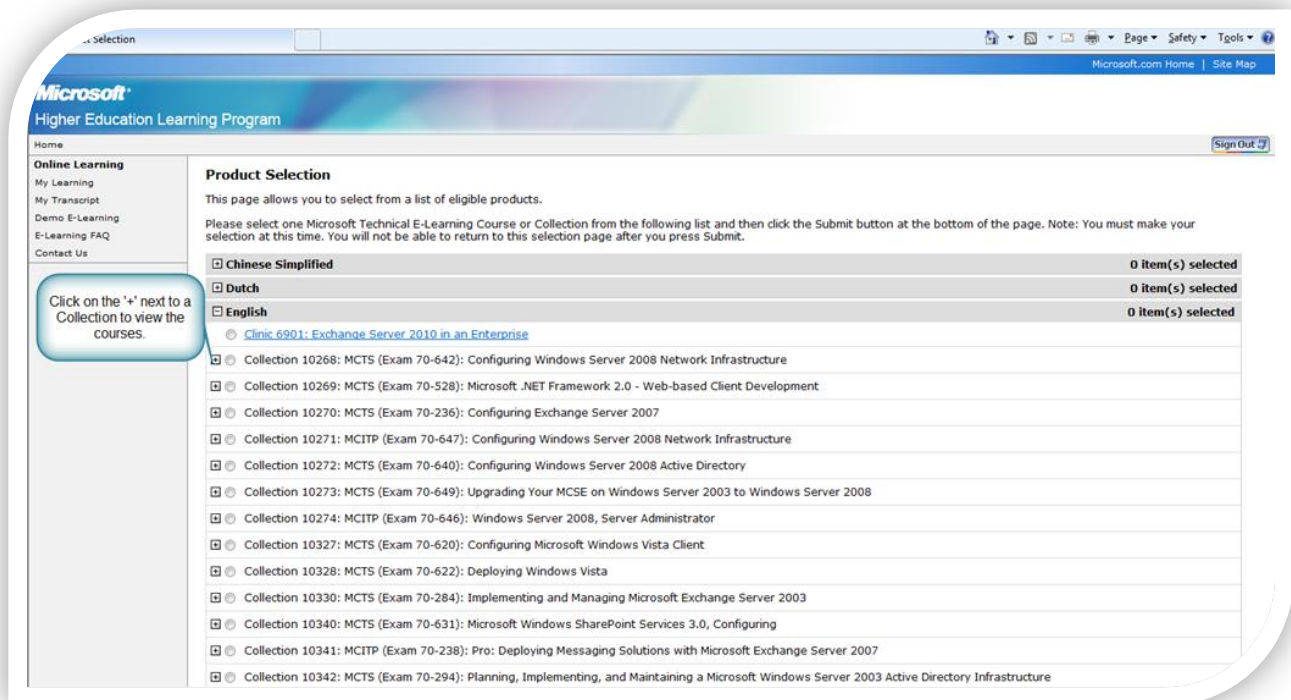 Selection
Page Safety Tools
Microsoft.com Home | Site Map
Microsoft
Higher Education Learning Program
Home
Sign Out
Online Learning
My Learning
My Transcript
Demo E-Learning
E-Learning FAQ
Contact Us
Click on the '+' next to a
Collection to view the
courses.
Product Selection
This page allows you to select from a list of eligible products.
Please select one Microsoft Technical E-Learning Course or Collection from the following list and then click the Submit button at the bottom of the page. Note: You must make your
selection at this time. You will not be able to return to this selection page after you press Submit.
Chinese Simplified 0 item(s) selected
Dutch 0 item(s) selected
English 0 item(s) selected
Clinic 6901: Exchange Server 2010 in an Enterprise
Collection 10268: MCTS (Exam 70-642): Configuring Windows Server 2008 Network Infrastructure
Collection 10269: MCTS (Exam 70-528): Microsoft .NET Framework 2.0 - Web-based Client Development
Collection 10270: MCTS (Exam 70-236): Configuring Exchange Server 2007
Collection 10271: MCITP (Exam 70-647): Configuring Windows Server 2008 Network Infrastructure
Collection 10272: MCTS (Exam 70-640): Configuring Windows Server 2008 Active Directory
Collection 10273: MCTS (Exam 70-649): Upgrading Your MCSE on Windows Server 2003 to Windows Server 2008
Collection 10274: MCITP (Exam 70-646): Windows Server 2008, Server Administrator
Collection 10327: MCTS (Exam 70-620): Configuring Microsoft Windows Vista Client
Collection 10328: MCTS (Exam 70-622): Deploying Windows Vista
Collection 10330: MCTS (Exam 70-284): Implementing and Managing Microsoft Exchange Server 2003
Collection 10340: MCTS (Exam 70-631): Microsoft Windows SharePoint Services 3.0, Configuring
Collection 10341: MCITP (Exam 70-238): Pro: Deploying Messaging Solutions with Microsoft Exchange Server 2007
Collection 10342: MCTS (Exam 70-294): Planning, Implementing, and Maintaining a Microsoft Windows Server 2003 Active Directory Infrastructure